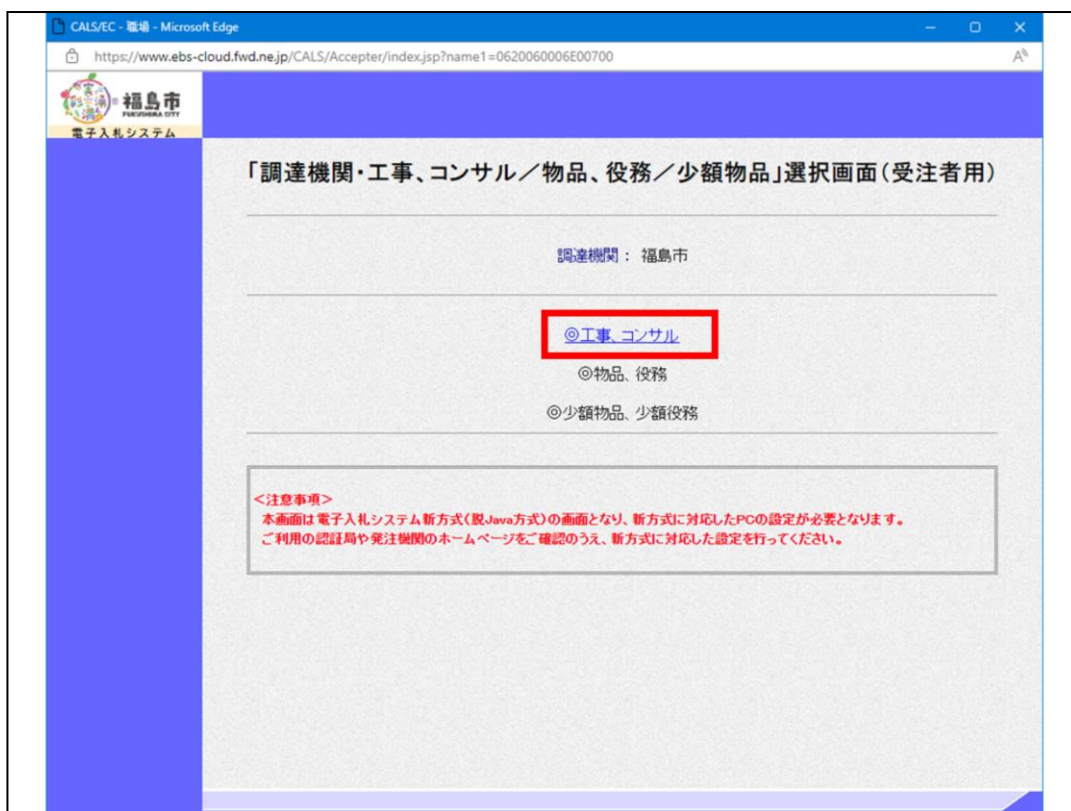 CALS/EC - 職場 - Microsoft Edge
https://www.ebs-cloud.fwd.ne.jp/CALS/Accepter/index.jsp?name1=0620060006E00700
福島市
FUKUSHIMA CITY
電子入札システム
「調達機関・工事、コンサル／物品、役務／少額物品」選択画面(受注者用)
調達機関： 福島市
◎工事、コンサル
◎物品、役務
◎少額物品、少額役務
<注意事項>
本画面は電子入札システム新方式(脱Java方式)の画面となり、新方式に対応したPCの設定が必要となります。
ご利用の認証局や発注機関のホームページをご確認のうえ、新方式に対応した設定を行ってください。